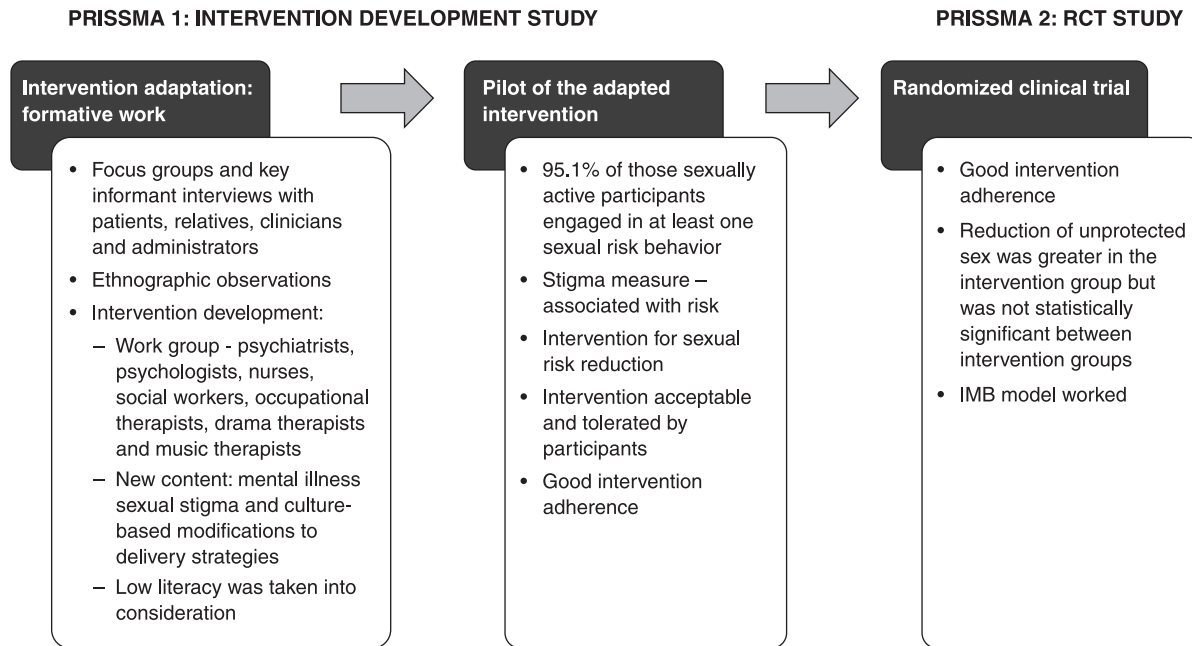 PRISSMA 1: INTERVENTION DEVELOPMENT STUDY
PRISSMA 2: RCT STUDY
Intervention adaptation:
formative work
• Focus groups and key
informant interviews with
patients, relatives, clinicians
and administrators
• Ethnographic observations
• Intervention development:
– Work group - psychiatrists,
psychologists, nurses,
social workers, occupational
therapists, drama therapists
and music therapists
– New content: mental illness
sexual stigma and culture-
based modifications to
delivery strategies
– Low literacy was taken into
consideration
Pilot of the adapted
intervention
• 95.1% of those sexually
active participants
engaged in at least one
sexual risk behavior
• Stigma measure –
associated with risk
• Intervention for sexual
risk reduction
• Intervention acceptable
and tolerated by
participants
• Good intervention
adherence
Randomized clinical trial
• Good intervention
adherence
• Reduction of unprotected
sex was greater in the
intervention group but
was not statistically
significant between
intervention groups
• IMB model worked